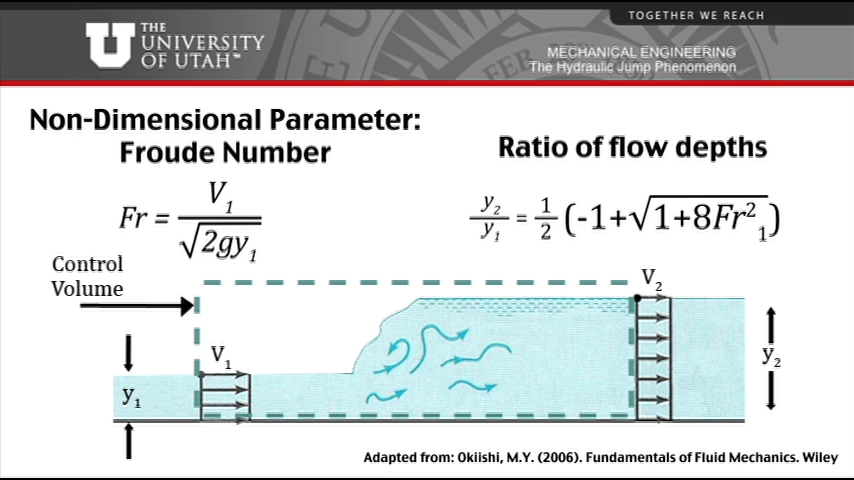 TOGETHER WE REACH
THE
UNIVERSITY
OF UTAH™
MECHANICAL ENGINEERING
The Hydraulic Jump Phenomenon
Non-Dimensional Parameter:
Froude Number
Ratio of flow depths
Fr = V₁ / √(2gy₁)
y₂/y₁ = 1/2 (-1+√(1+8Fr²₁))
Control
Volume
V₂
V₁
y₂
y₁
Adapted from: Okiishi, M.Y. (2006). Fundamentals of Fluid Mechanics. Wiley